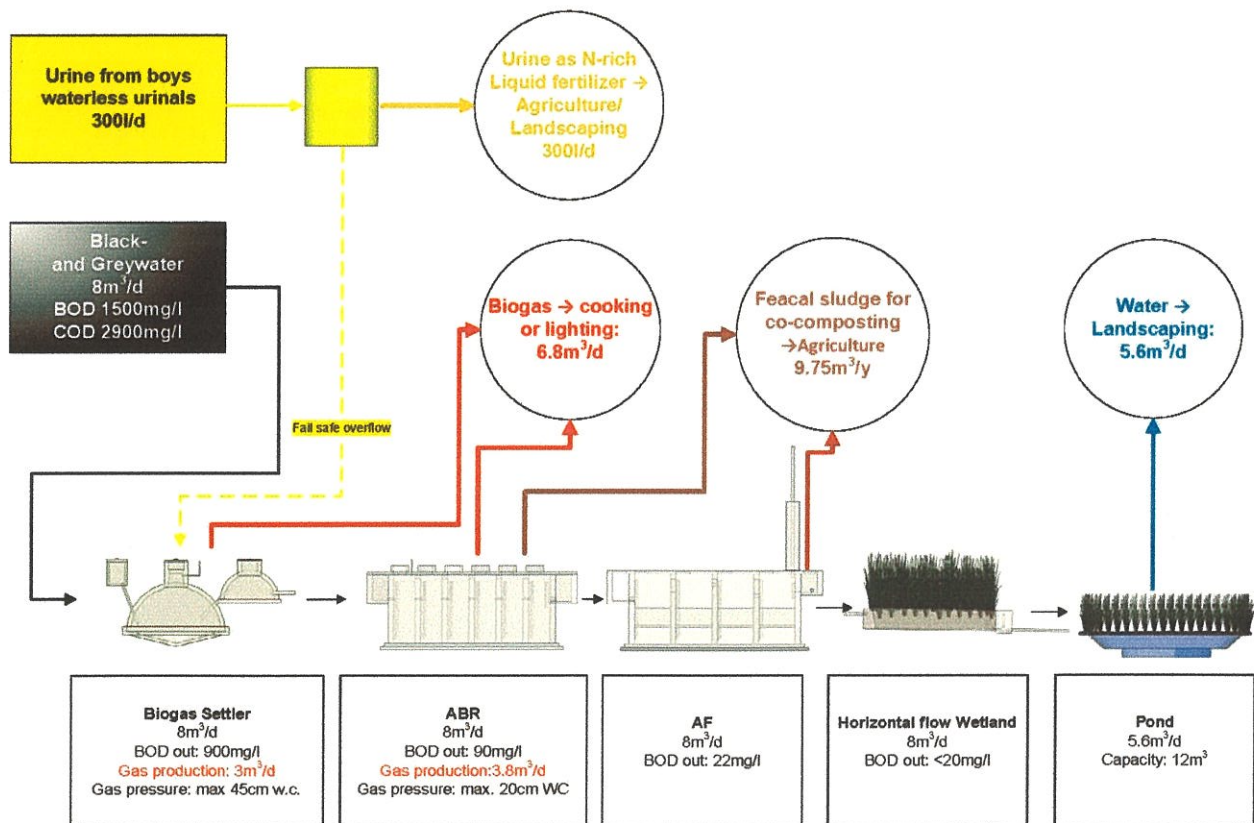 Urine from boys
waterless urinals
300l/d
Urine as N-rich
Liquid fertilizer →
Agriculture/
Landscaping
300l/d
Black-
and Greywater
8m³/d
BOD 1500mg/l
COD 2900mg/l
Biogas → cooking
or lighting:
6.8m³/d
Feacal sludge for
co-composting
→Agriculture
9.75m³/y
Water →
Landscaping:
5.6m³/d
Fail safe overflow
Biogas Settler
8m³/d
BOD out: 900mg/l
Gas production: 3m³/d
Gas pressure: max 45cm w.c.
ABR
8m³/d
BOD out: 90mg/l
Gas production:3.8m³/d
Gas pressure: max. 20cm WC
AF
8m³/d
BOD out: 22mg/l
Horizontal flow Wetland
8m³/d
BOD out: <20mg/l
Pond
5.6m³/d
Capacity: 12m³